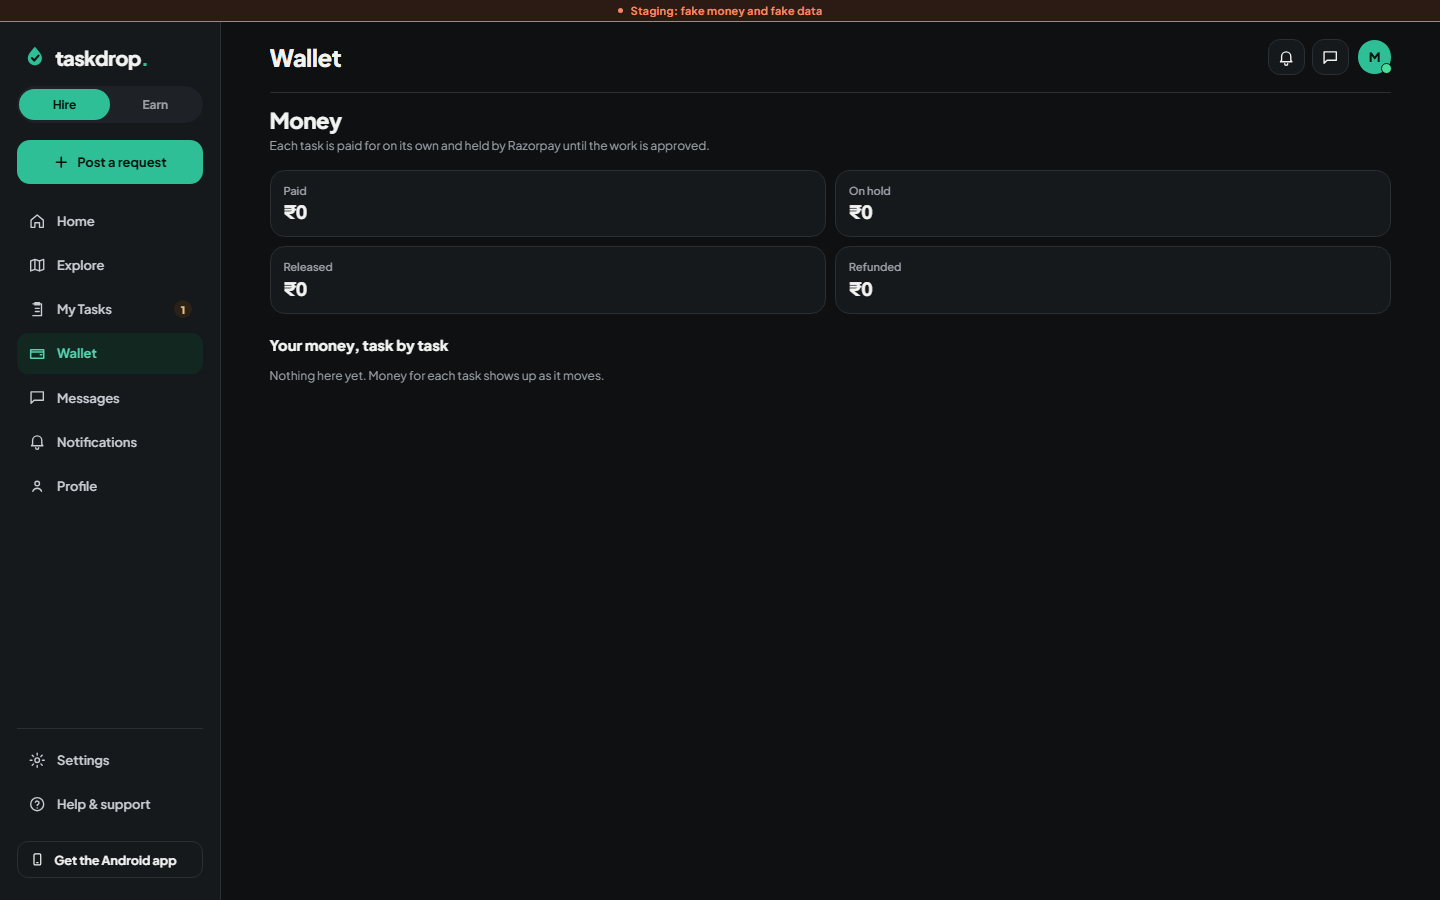 Staging: fake money and fake data
taskdrop.
Hire
Earn
Post a request
Home
Explore
My Tasks
1
Wallet
Messages
Notifications
Profile
Settings
Help & support
Get the Android app
Wallet
M
Money
Each task is paid for on its own and held by Razorpay until the work is approved.
Paid
₹0
On hold
₹0
Released
₹0
Refunded
₹0
Your money, task by task
Nothing here yet. Money for each task shows up as it moves.